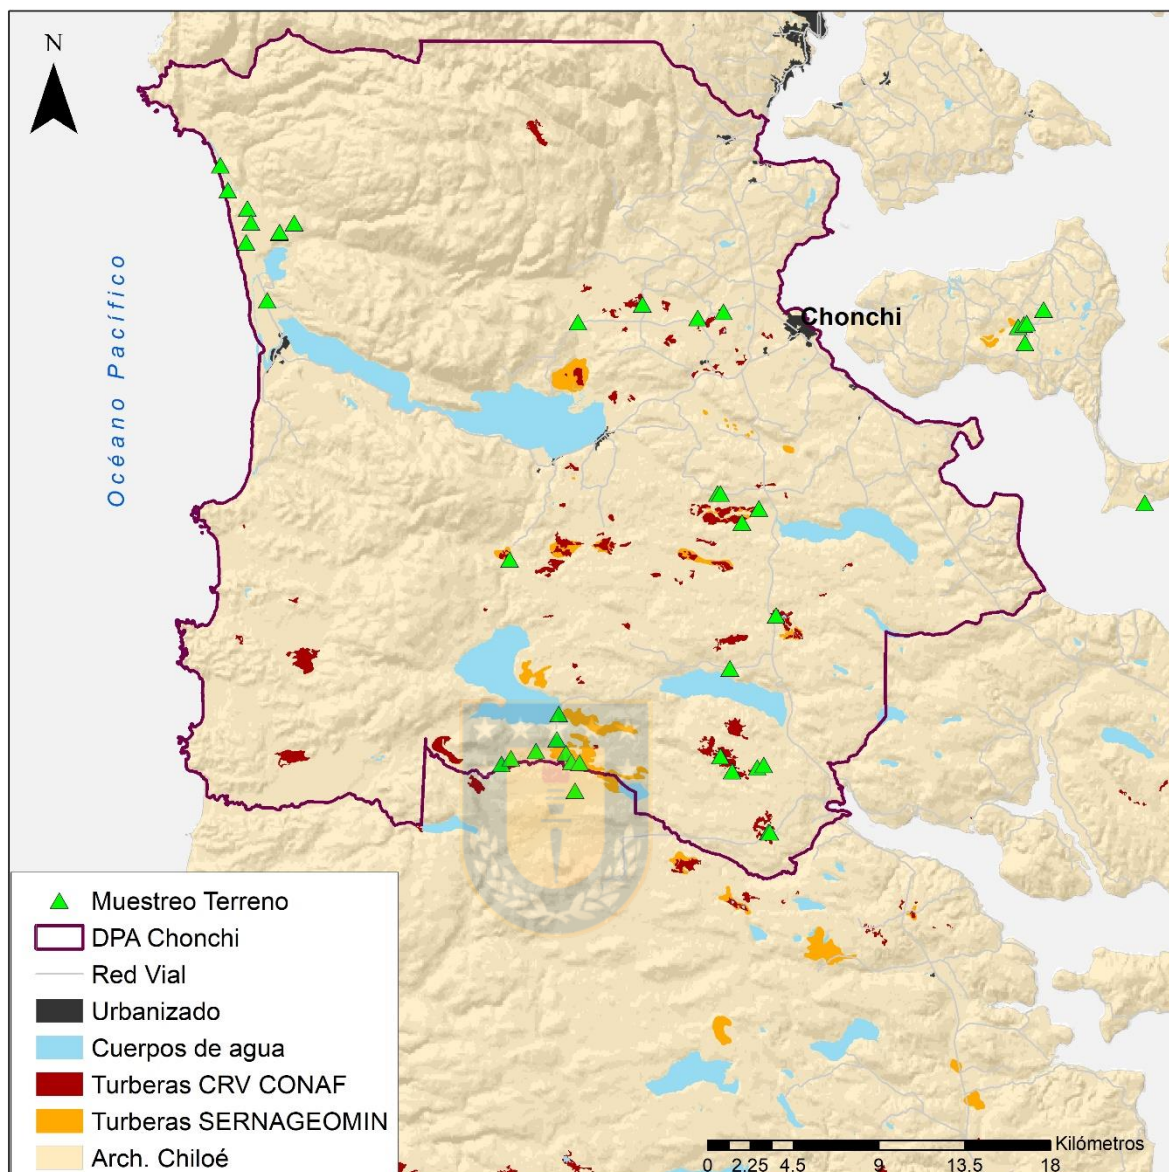 N
Océano Pacífico
Chonchi
Muestreo Terreno
DPA Chonchi
Red Vial
Urbanizado
Cuerpos de agua
Turberas CRV CONAF
Turberas SERNAGEOMIN
Arch. Chiloé
Kilómetros
0 2.25 4.5 9 13.5 18